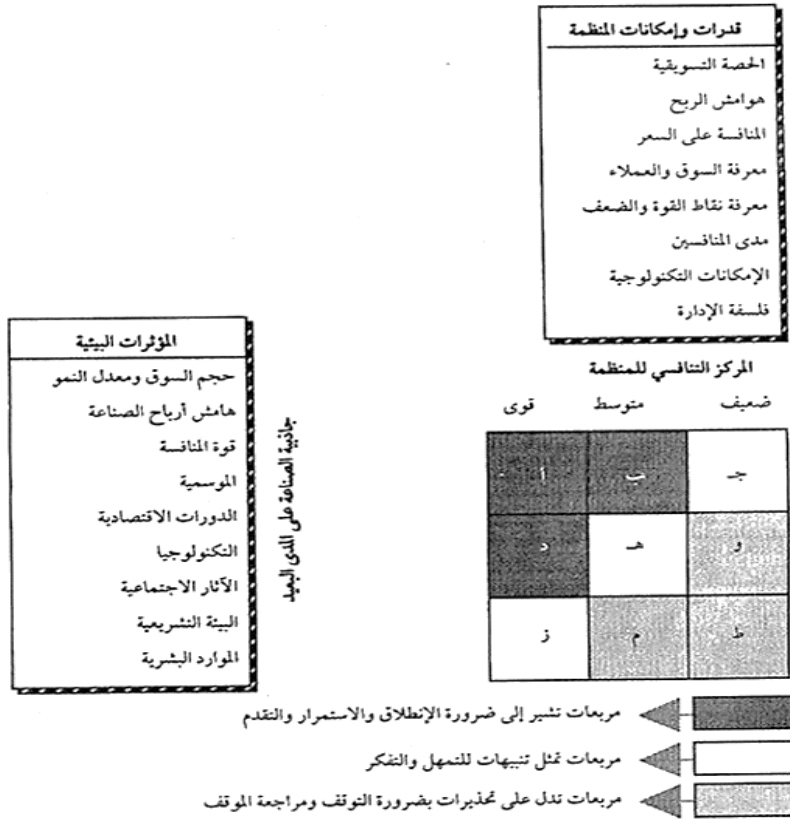 قدرات وإمكانات المنظمة
الحصة التسويقية
هوامش الربح
المنافسة على السعر
معرفة السوق والعملاء
معرفة نقاط القوة والضعف
مدى المنافسين
الإمكانات التكنولوجية
فلسفة الإدارة
المؤثرات البيئية
حجم السوق ومعدل النمو
هامش أرباح الصناعة
قوة المنافسة
الموسمية
الدورات الاقتصادية
التكنولوجيا
الآثار الاجتماعية
البيئة التشريعية
الموارد البشرية
جاذبية الصناعة على المدى البعيد
المركز التنافسي للمنظمة
ضعيف متوسط قوى
جـ ب أ
و هـ د
ط م ز
مربعات تشير إلى ضرورة الإنطلاق والاستمرار والتقدم
مربعات تمثل تنبيهات للتمهل والتفكر
مربعات تدل على تحذيرات بضرورة التوقف ومراجعة الموقف